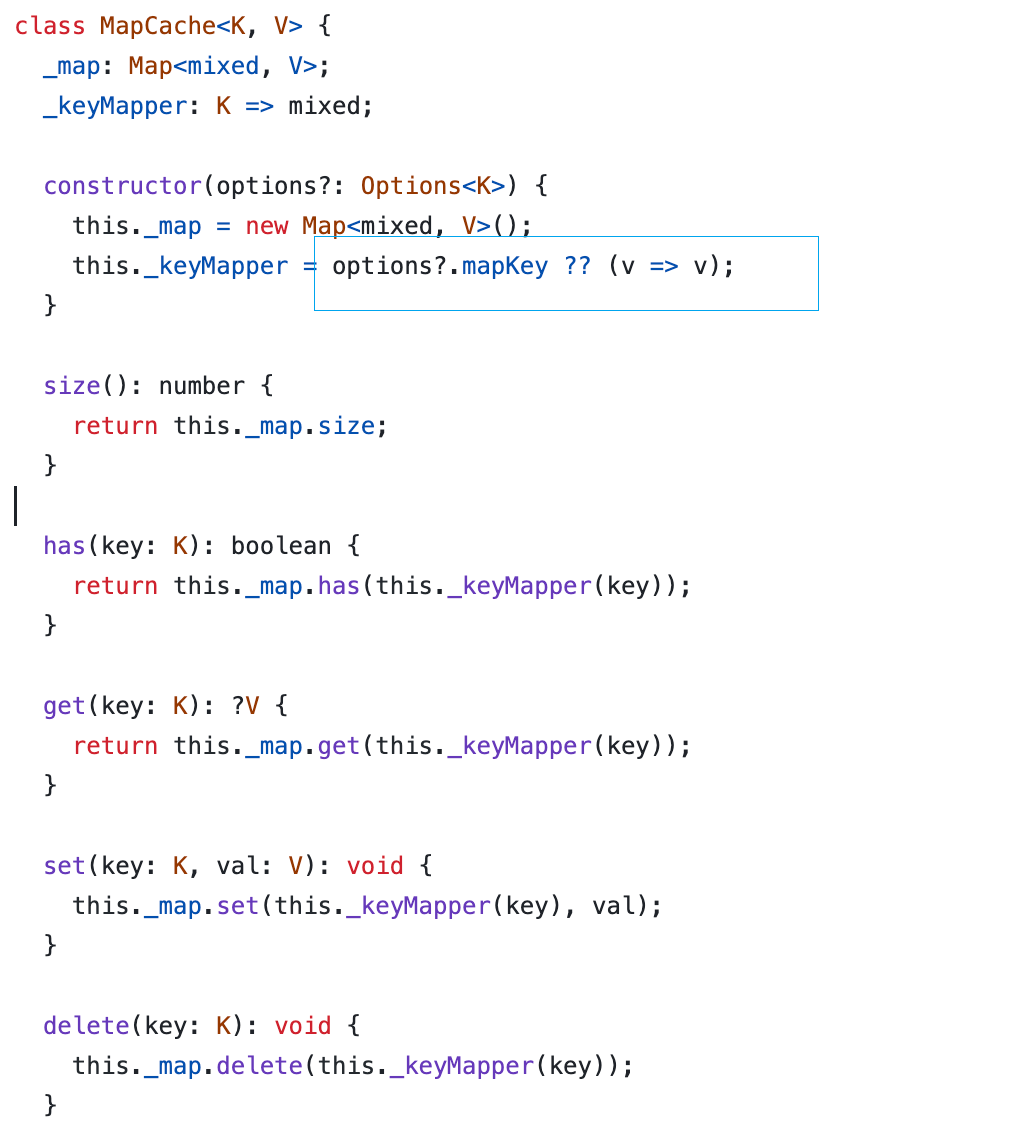 class MapCache<K, V> {
  _map: Map<mixed, V>;
  _keyMapper: K => mixed;

  constructor(options?: Options<K>) {
    this._map = new Map<mixed, V>();
    this._keyMapper = options?.mapKey ?? (v => v);
  }

  size(): number {
    return this._map.size;
  }

  has(key: K): boolean {
    return this._map.has(this._keyMapper(key));
  }

  get(key: K): ?V {
    return this._map.get(this._keyMapper(key));
  }

  set(key: K, val: V): void {
    this._map.set(this._keyMapper(key), val);
  }

  delete(key: K): void {
    this._map.delete(this._keyMapper(key));
  }